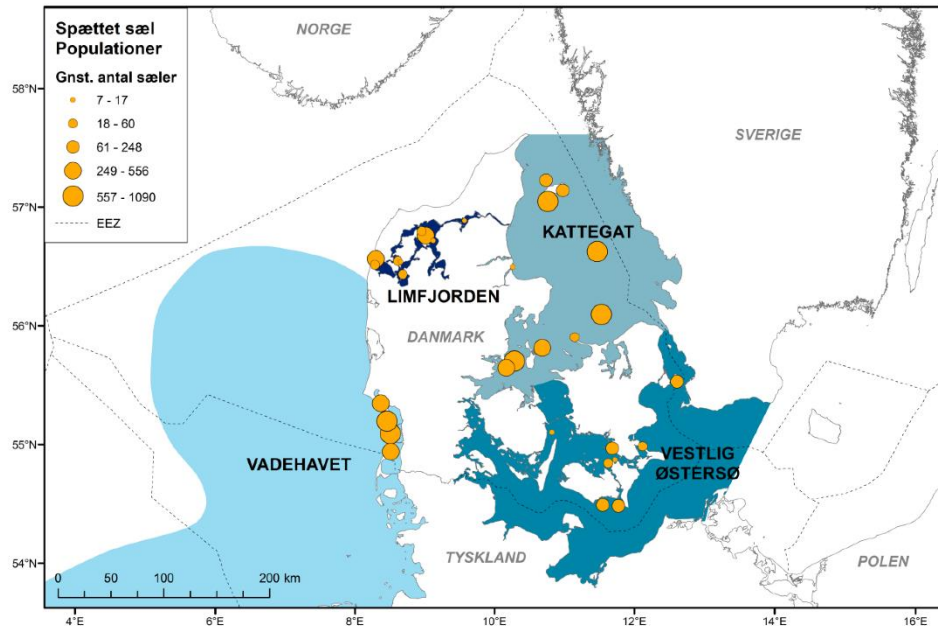 Spættet sæl
Populationer
Gnst. antal sæler
7 - 17
18 - 60
61 - 248
249 - 556
557 - 1090
EEZ
NORGE
SVERIGE
KATTEGAT
LIMFJORDEN
DANMARK
VADEHAVET
VESTLIG
ØSTERSØ
TYSKLAND
POLEN
58°N
57°N
56°N
55°N
54°N
0 50 100 200 km
4°E 6°E 8°E 10°E 12°E 14°E 16°E